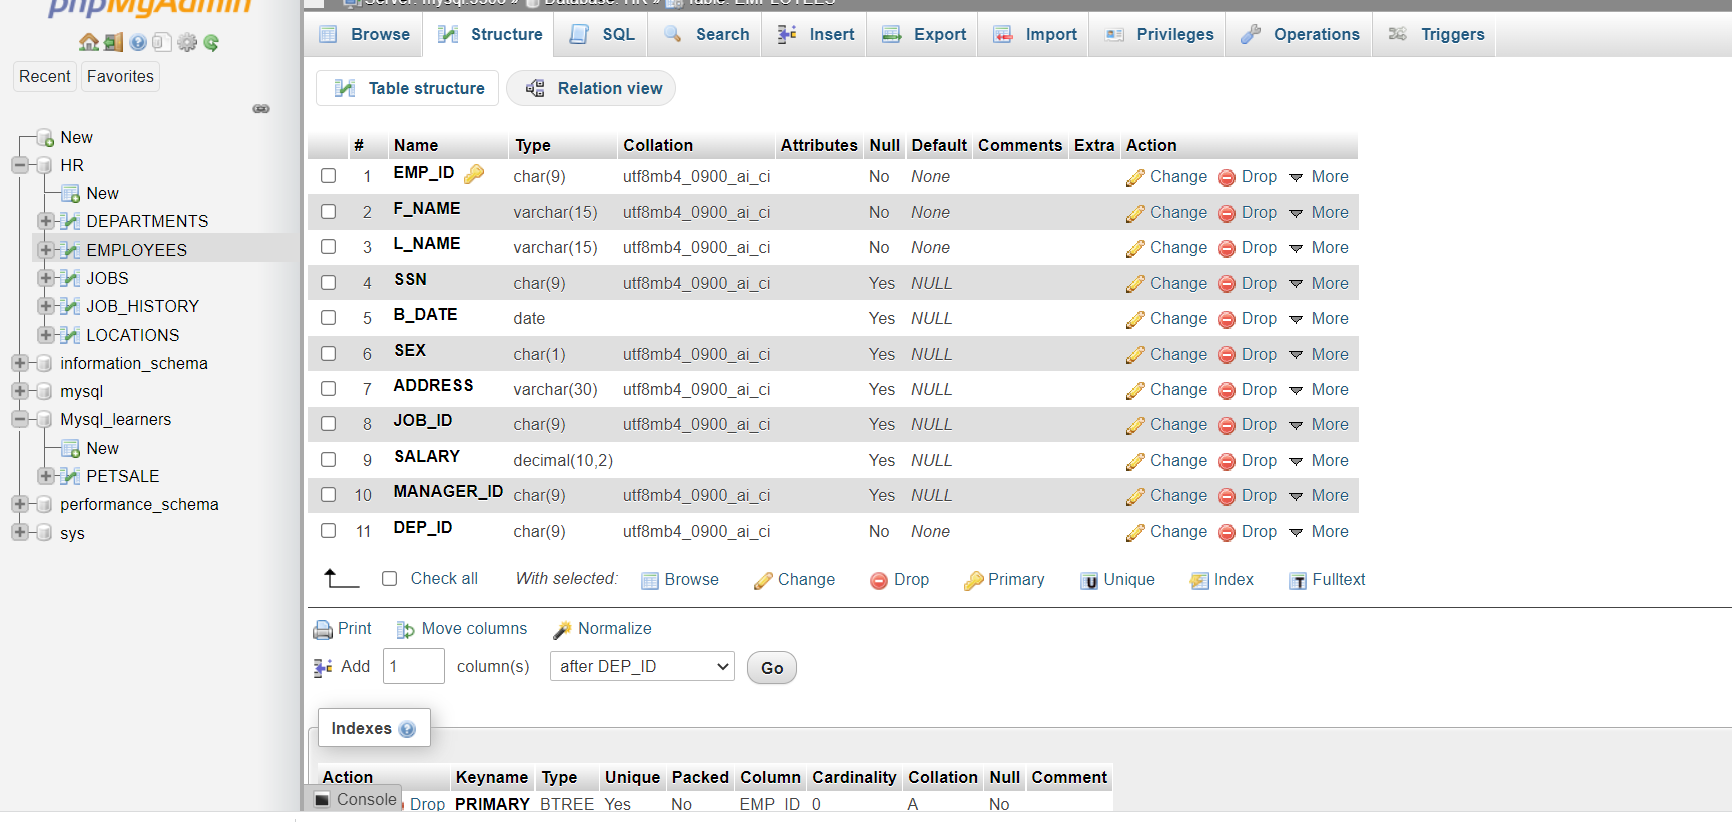 phpMyAdmin
Server: mysql:3306 » Database: HR » Table: EMPLOYEES
Browse Structure SQL Search Insert Export Import Privileges Operations Triggers
Recent Favorites
Table structure Relation view
New
HR
New
DEPARTMENTS
EMPLOYEES
JOBS
JOB_HISTORY
LOCATIONS
information_schema
mysql
Mysql_learners
New
PETSALE
performance_schema
sys
# Name Type Collation Attributes Null Default Comments Extra Action
1 EMP_ID char(9) utf8mb4_0900_ai_ci No None Change Drop More
2 F_NAME varchar(15) utf8mb4_0900_ai_ci No None Change Drop More
3 L_NAME varchar(15) utf8mb4_0900_ai_ci No None Change Drop More
4 SSN char(9) utf8mb4_0900_ai_ci Yes NULL Change Drop More
5 B_DATE date Yes NULL Change Drop More
6 SEX char(1) utf8mb4_0900_ai_ci Yes NULL Change Drop More
7 ADDRESS varchar(30) utf8mb4_0900_ai_ci Yes NULL Change Drop More
8 JOB_ID char(9) utf8mb4_0900_ai_ci Yes NULL Change Drop More
9 SALARY decimal(10,2) Yes NULL Change Drop More
10 MANAGER_ID char(9) utf8mb4_0900_ai_ci Yes NULL Change Drop More
11 DEP_ID char(9) utf8mb4_0900_ai_ci No None Change Drop More
Check all With selected: Browse Change Drop Primary Unique Index Fulltext
Print Move columns Normalize
Add 1 column(s) after DEP_ID Go
Indexes
Action Keyname Type Unique Packed Column Cardinality Collation Null Comment
Console Drop PRIMARY BTREE Yes No EMP_ID 0 A No